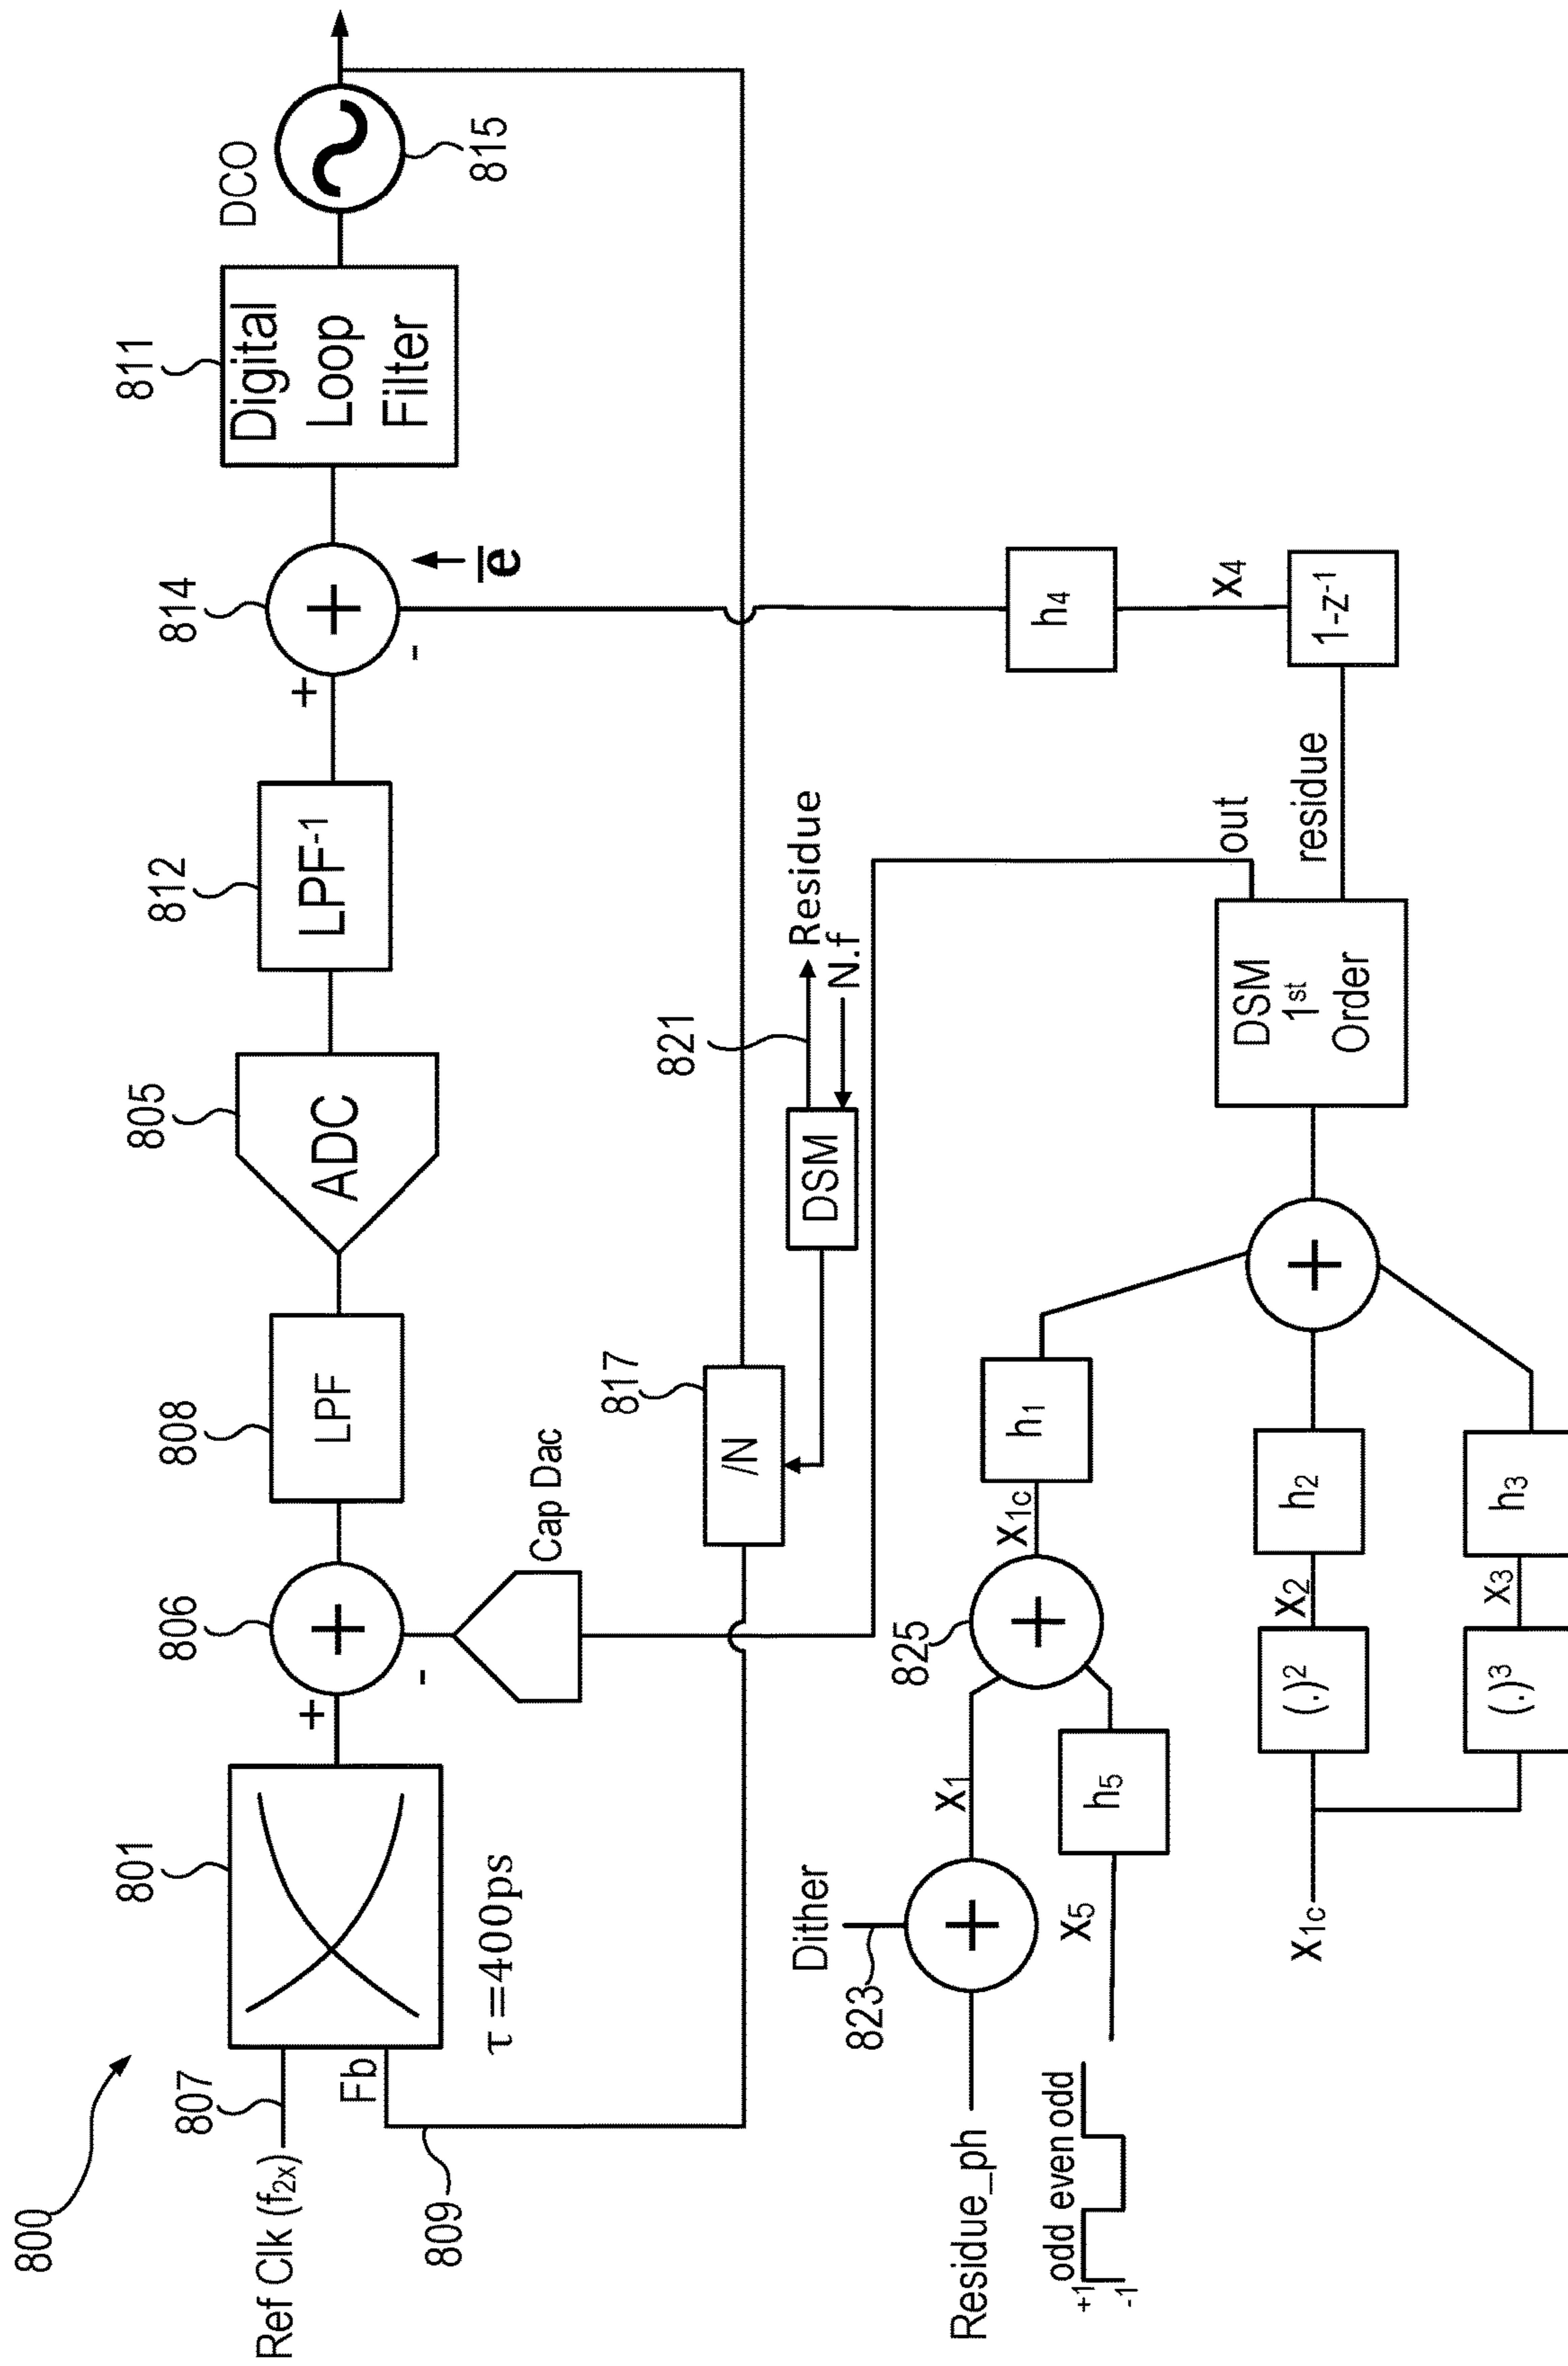 800
Ref Clk (f2x)
807
Fb
809
801
τ =400ps
+
-
806
+
Cap Dac
808
LPF
805
ADC
812
LPF-1
+
-
814
+
e̅
811
Digital
Loop
Filter
DCO
815
817
/N
DSM
821
Residue
N.f
Residue_ph
Dither
823
+
x1
+1
-1
odd even odd
x5
h5
825
+
x1c
h1
x1c
(.)2
x2
h2
(.)3
x3
h3
+
DSM
1st
Order
out
residue
1-z-1
x4
h4